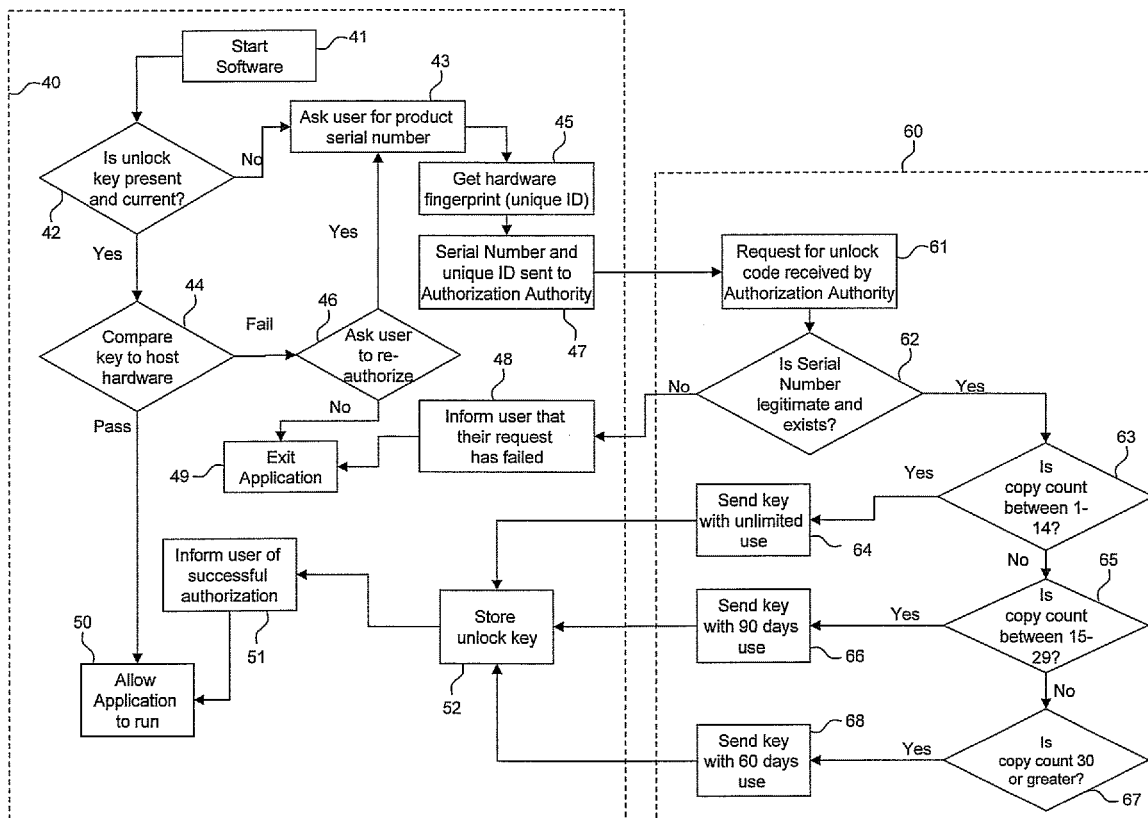 Start
Software
41
40
43
Ask user for product
serial number
Is unlock
key present
and current?
42
No
Yes
45
Get hardware
fingerprint (unique ID)
Serial Number and
unique ID sent to
Authorization Authority
47
44
Compare
key to host
hardware
Fail
Pass
46
Ask user
to re-
authorize
Yes
No
48
Inform user that
their request
has failed
49
Exit
Application
Inform user of
successful
authorization
51
50
Allow
Application
to run
Store
unlock key
52
60
Request for unlock
code received by
Authorization Authority
61
Is Serial
Number
legitimate and
exists?
62
No
Yes
63
Is
copy count
between 1-
14?
Yes
No
Send key
with unlimited
use
64
65
Is
copy count
between 15-
29?
Yes
No
Send key
with 90 days
use
66
Is
copy count 30
or greater?
67
Yes
68
Send key
with 60 days
use